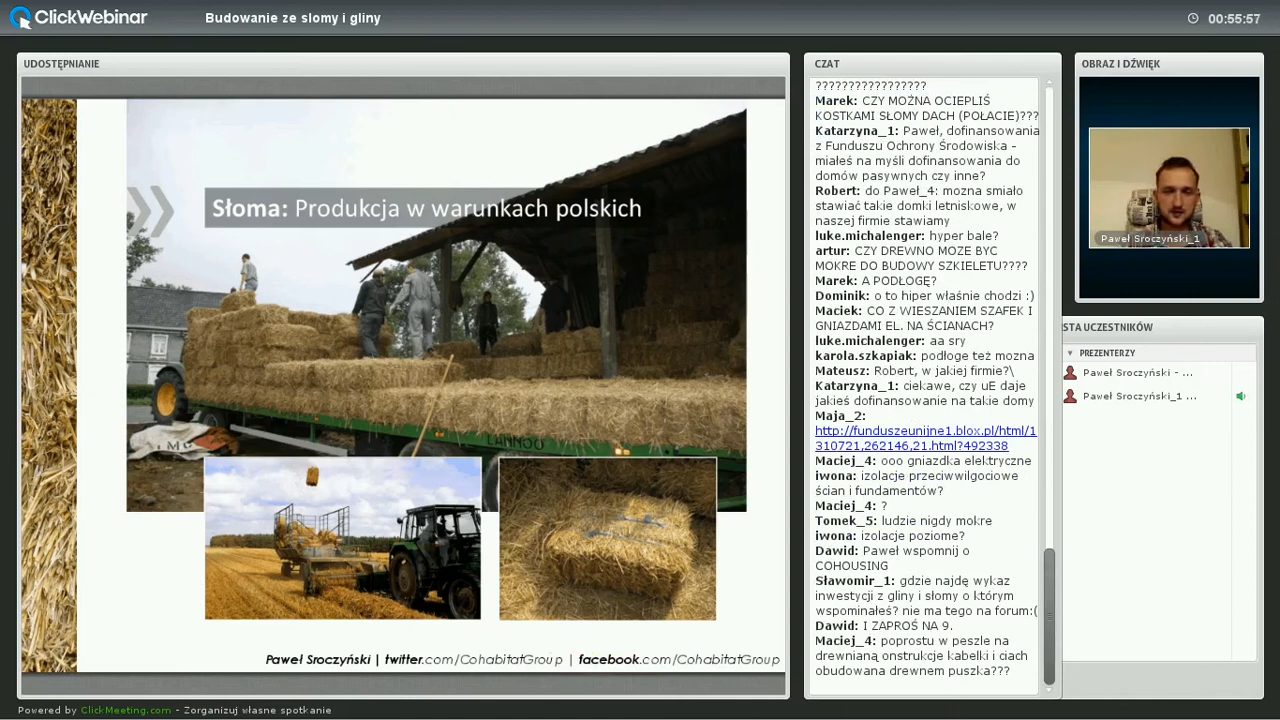 ClickWebinar
Budowanie ze slomy i gliny
00:55:57
UDOSTĘPNIANIE
Słoma: Produkcja w warunkach polskich
LANNOO
Paweł Sroczyński | twitter.com/CohabitatGroup | facebook.com/CohabitatGroup
CZAT
?????????????????
Marek: CZY MOŻNA OCIEPLIŚ
KOSTKAMI SŁOMY DACH (POŁACIE)???
Katarzyna_1: Paweł, dofinansowania
z Funduszu Ochrony Środowiska -
miałeś na myśli dofinansowania do
domów pasywnych czy inne?
Robert: do Paweł_4: mozna smiało
stawiać takie domki letniskowe, w
naszej firmie stawiamy
luke.michalenger: hyper bale?
artur: CZY DREWNO MOZE BYC
MOKRE DO BUDOWY SZKIELETU????
Marek: A PODŁOGĘ?
Dominik: o to hiper właśnie chodzi :)
Maciek: CO Z WIESZANIEM SZAFEK I
GNIAZDAMI EL. NA ŚCIANACH?
luke.michalenger: aa sry
karola.szkapiak: podłoge też mozna
Mateusz: Robert, w jakiej firmie?\
Katarzyna_1: ciekawe, czy uE daje
jakieś dofinansowanie na takie domy
Maja_2:
http://funduszeunijne1.blox.pl/html/1
310721,262146,21.html?492338
Maciej_4: ooo gniazdka elektryczne
iwona: izolacje przeciwwilgociowe
ścian i fundamentów?
Maciej_4: ?
Tomek_5: ludzie nigdy mokre
iwona: izolacje poziome?
Dawid: Paweł wspomnij o
COHOUSING
Sławomir_1: gdzie najdę wykaz
inwestycji z gliny i słomy o którym
wspominałeś? nie ma tego na forum:(
Dawid: I ZAPROŚ NA 9.
Maciej_4: poprostu w peszle na
drewnianą onstrukcje kabelki i ciach
obudowana drewnem puszka???
OBRAZ I DŹWIĘK
Paweł Sroczyński_1
STA UCZESTNIKÓW
PREZENTERZY
Paweł Sroczyński - ...
Paweł Sroczyński_1 ...
Powered by ClickMeeting.com - Zorganizuj własne spotkanie